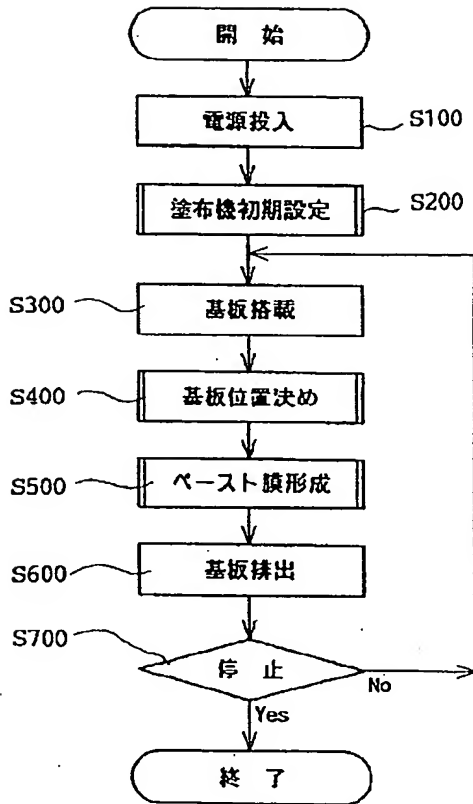 開始
電源投入
S100
塗布機初期設定
S200
S300
基板搭載
S400
基板位置決め
S500
ペースト膜形成
S600
基板排出
S700
停止
No
Yes
終了